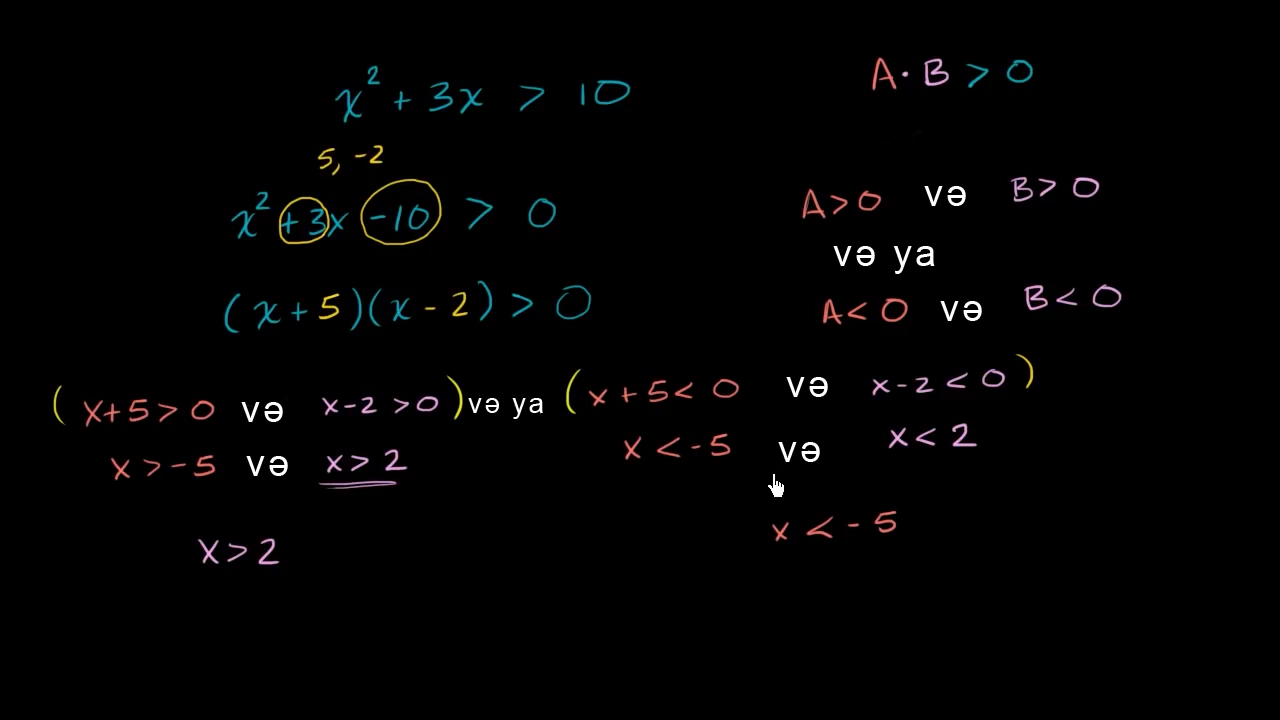 x² + 3x > 10
A · B > 0
5, -2
x² + 3x - 10 > 0
A > 0 və B > 0
və ya
(x + 5)(x - 2) > 0
A < 0 və B < 0
(x+5 > 0 və x-2 > 0) və ya (x + 5 < 0 və x - 2 < 0)
x > -5 və x > 2
x < -5 və x < 2
x > 2
x < -5